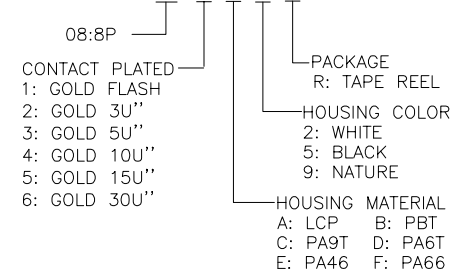 08:8P
CONTACT PLATED
1: GOLD FLASH
2: GOLD 3U''
3: GOLD 5U''
4: GOLD 10U''
5: GOLD 15U''
6: GOLD 30U''
PACKAGE
R: TAPE REEL
HOUSING COLOR
2: WHITE
5: BLACK
9: NATURE
HOUSING MATERIAL
A: LCP B: PBT
C: PA9T D: PA6T
E: PA46 F: PA66